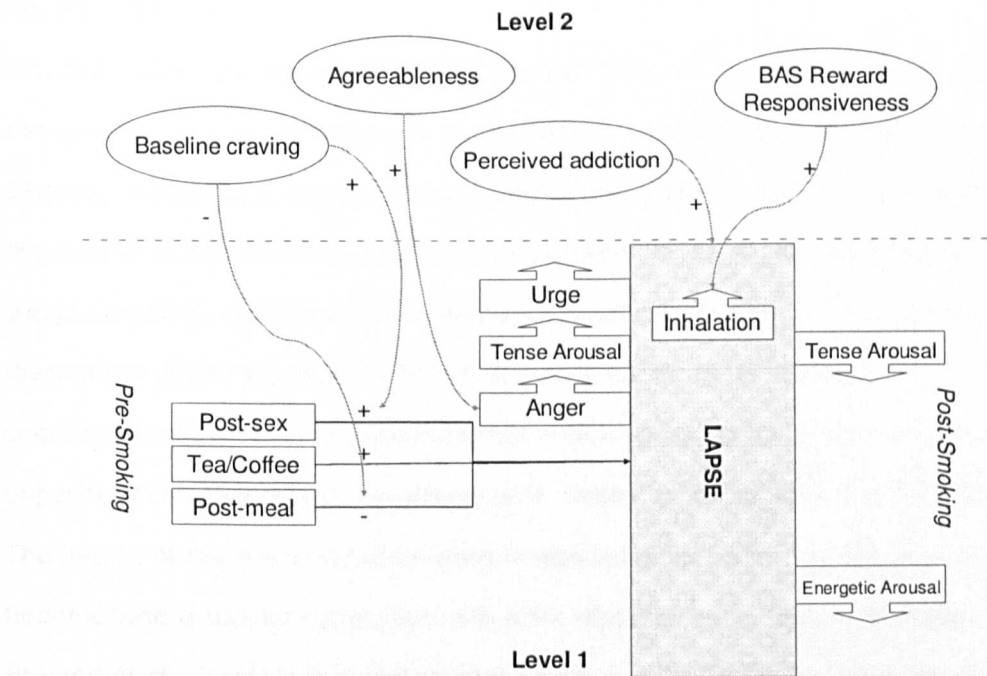 Level 2
Agreeableness
BAS Reward
Responsiveness
Baseline craving
Perceived addiction
+
+
+
+
-
Urge
Inhalation
Tense Arousal
Tense Arousal
Anger
Pre-Smoking
Post-sex
+
Tea/Coffee
+
Post-meal
-
LAPSE
Post-Smoking
Energetic Arousal
Level 1